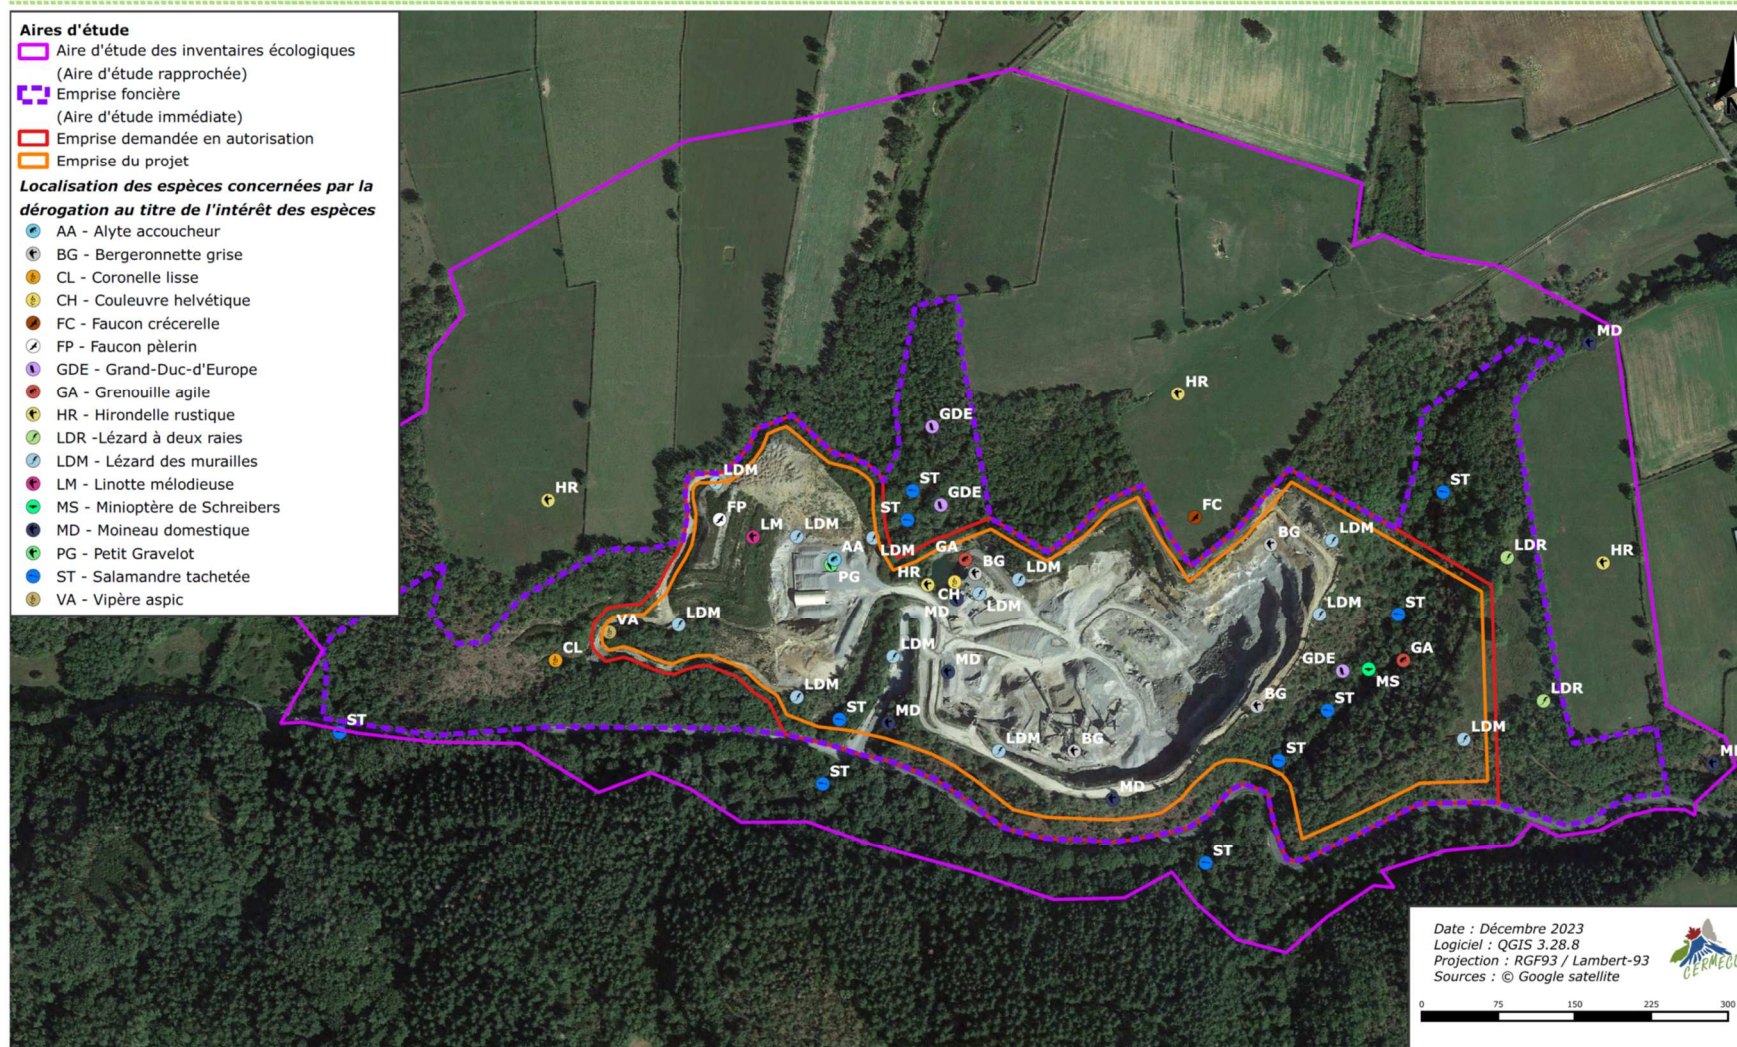 Aires d'étude
Aire d'étude des inventaires écologiques
(Aire d'étude rapprochée)
Emprise foncière
(Aire d'étude immédiate)
Emprise demandée en autorisation
Emprise du projet
Localisation des espèces concernées par la
dérogation au titre de l'intérêt des espèces
AA - Alyte accoucheur
BG - Bergeronnette grise
CL - Coronelle lisse
CH - Couleuvre helvétique
FC - Faucon crécerelle
FP - Faucon pèlerin
GDE - Grand-Duc-d'Europe
GA - Grenouille agile
HR - Hirondelle rustique
LDR -Lézard à deux raies
LDM - Lézard des murailles
LM - Linotte mélodieuse
MS - Minioptère de Schreibers
MD - Moineau domestique
PG - Petit Gravelot
ST - Salamandre tachetée
VA - Vipère aspic
N
MD
HR
GDE
LDM
ST
ST
HR
GDE
FP
ST
FC
LM
LDM
BG
LDM
AA
LDM
GA
BG
LDM
LDR
HR
PG
HR
CH
LDM
MD
LDM
LDM
ST
VA
CL
LDM
MD
GDE
MS
GA
LDM
ST
MD
BG
ST
LDR
ST
LDM
BG
ST
LDM
ST
MD
ST
Date : Décembre 2023
Logiciel : QGIS 3.28.8
Projection : RGF93 / Lambert-93
Sources : © Google satellite
CERMECO
0 75 150 225 300